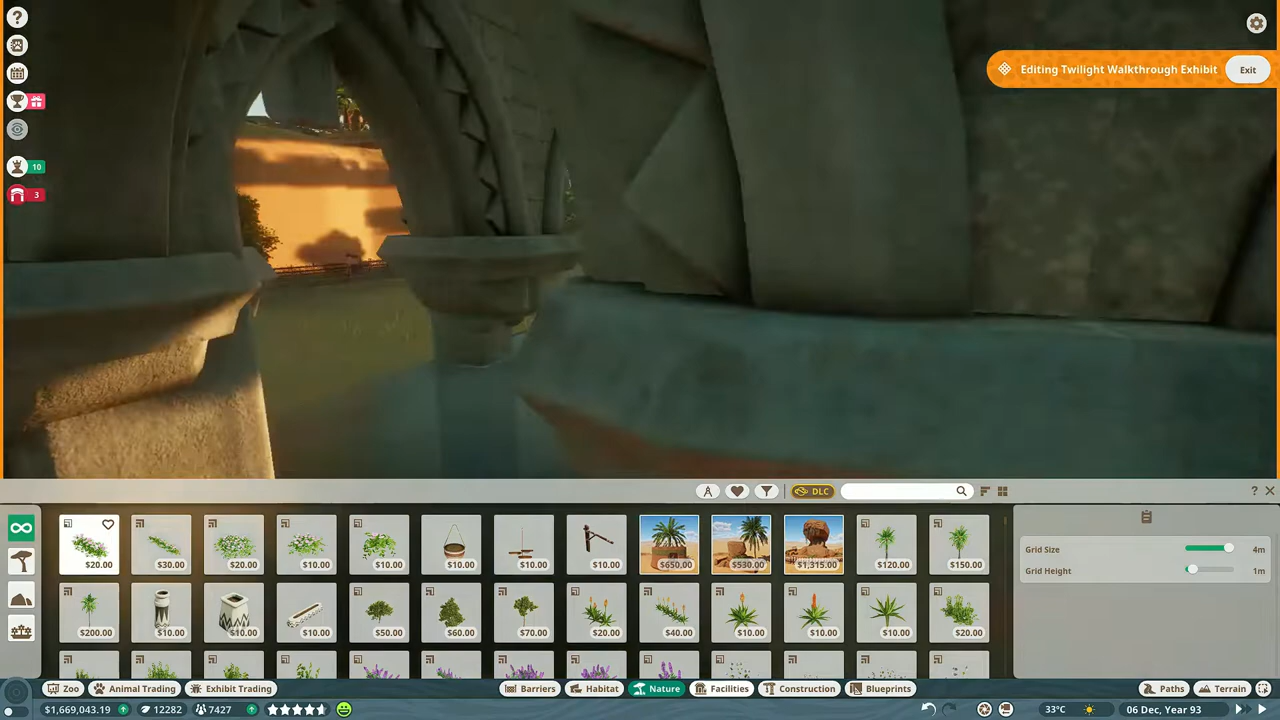 ?
Editing Twilight Walkthrough Exhibit
Exit
10
3
DLC
? ×
$20.00
$30.00
$20.00
$10.00
$10.00
$10.00
$10.00
$10.00
$650.00
$530.00
$1,315.00
$120.00
$150.00
Grid Size
4m
Grid Height
1m
$200.00
$10.00
$10.00
$10.00
$50.00
$60.00
$70.00
$20.00
$40.00
$10.00
$10.00
$10.00
$20.00
Zoo
Animal Trading
Exhibit Trading
Barriers
Habitat
Nature
Facilities
Construction
Blueprints
Paths
Terrain
$1,669,043.19
12282
7427
33°C
06 Dec, Year 93